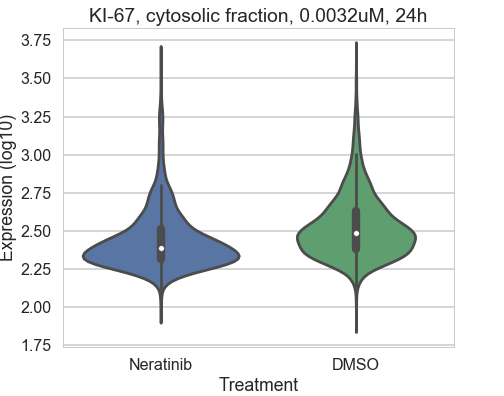 KI-67, cytosolic fraction, 0.0032uM, 24h
3.75
3.50
3.25
3.00
2.75
2.50
2.25
2.00
1.75
Expression (log10)
Neratinib DMSO
Treatment